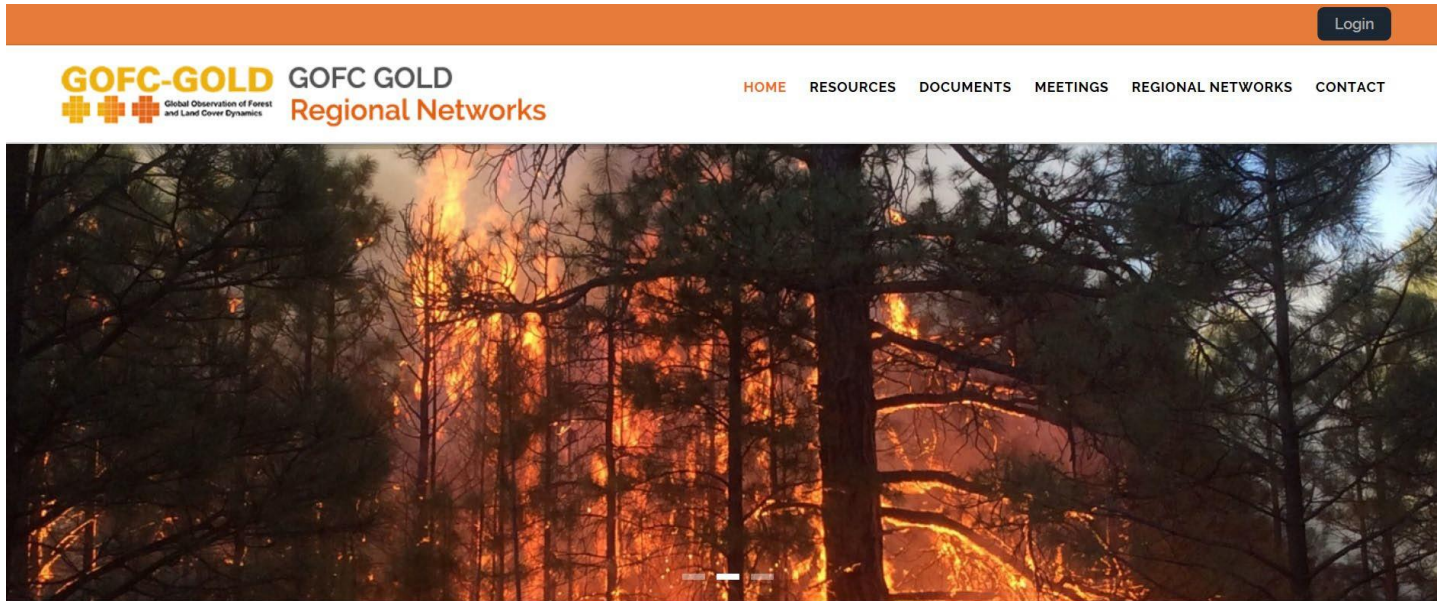 Login
GOFC-GOLD
Global Observation of Forest
and Land Cover Dynamics
GOFC GOLD
Regional Networks
HOME RESOURCES DOCUMENTS MEETINGS REGIONAL NETWORKS CONTACT